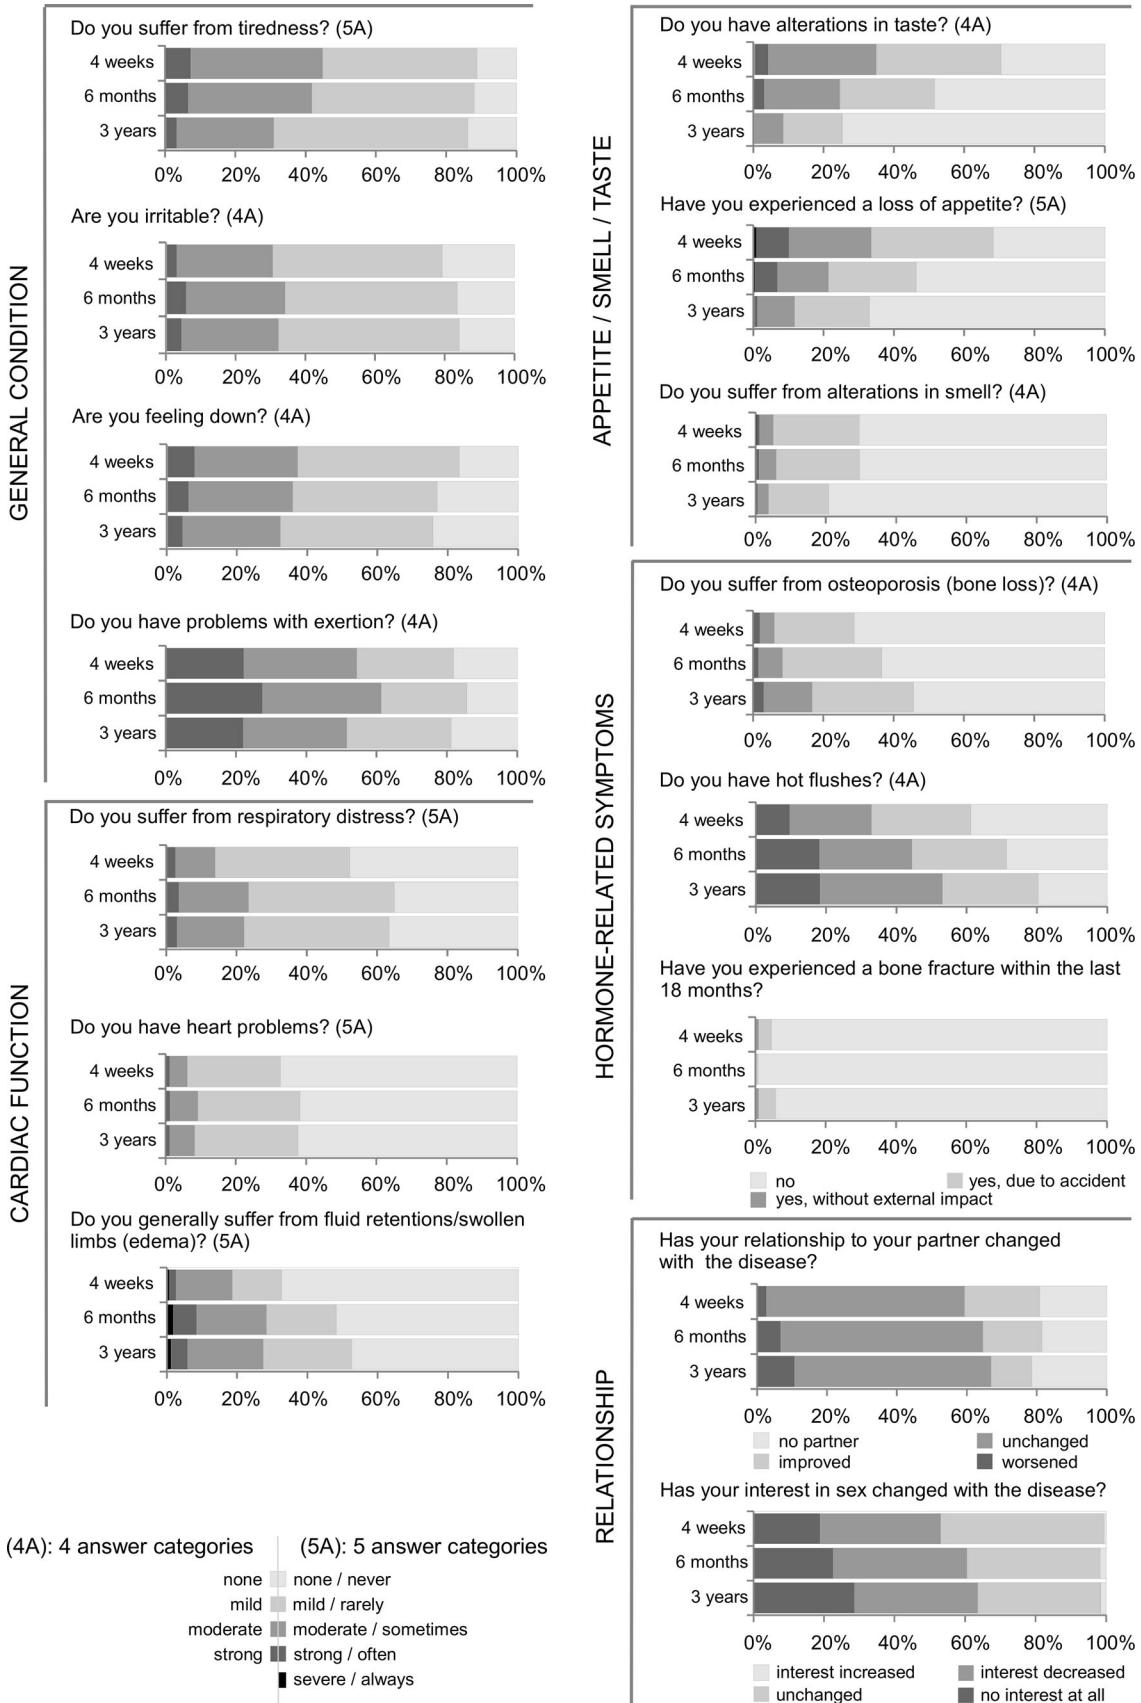 GENERAL CONDITION
Do you suffer from tiredness? (5A)
4 weeks
6 months
3 years
0% 20% 40% 60% 80% 100%
Are you irritable? (4A)
4 weeks
6 months
3 years
0% 20% 40% 60% 80% 100%
Are you feeling down? (4A)
4 weeks
6 months
3 years
0% 20% 40% 60% 80% 100%
Do you have problems with exertion? (4A)
4 weeks
6 months
3 years
0% 20% 40% 60% 80% 100%
CARDIAC FUNCTION
Do you suffer from respiratory distress? (5A)
4 weeks
6 months
3 years
0% 20% 40% 60% 80% 100%
Do you have heart problems? (5A)
4 weeks
6 months
3 years
0% 20% 40% 60% 80% 100%
Do you generally suffer from fluid retentions/swollen
limbs (edema)? (5A)
4 weeks
6 months
3 years
0% 20% 40% 60% 80% 100%
(4A): 4 answer categories (5A): 5 answer categories
none none / never
mild mild / rarely
moderate moderate / sometimes
strong strong / often
severe / always
APPETITE / SMELL / TASTE
Do you have alterations in taste? (4A)
4 weeks
6 months
3 years
0% 20% 40% 60% 80% 100%
Have you experienced a loss of appetite? (5A)
4 weeks
6 months
3 years
0% 20% 40% 60% 80% 100%
Do you suffer from alterations in smell? (4A)
4 weeks
6 months
3 years
0% 20% 40% 60% 80% 100%
HORMONE-RELATED SYMPTOMS
Do you suffer from osteoporosis (bone loss)? (4A)
4 weeks
6 months
3 years
0% 20% 40% 60% 80% 100%
Do you have hot flushes? (4A)
4 weeks
6 months
3 years
0% 20% 40% 60% 80% 100%
Have you experienced a bone fracture within the last
18 months?
4 weeks
6 months
3 years
0% 20% 40% 60% 80% 100%
no yes, due to accident
yes, without external impact
RELATIONSHIP
Has your relationship to your partner changed
with the disease?
4 weeks
6 months
3 years
0% 20% 40% 60% 80% 100%
no partner unchanged
improved worsened
Has your interest in sex changed with the disease?
4 weeks
6 months
3 years
0% 20% 40% 60% 80% 100%
interest increased interest decreased
unchanged no interest at all